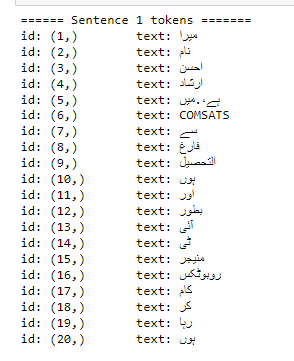 ====== Sentence 1 tokens =======
id: (1,) text: میرا
id: (2,) text: نام
id: (3,) text: احسن
id: (4,) text: ارشاد
id: (5,) text: ہے،.میں
id: (6,) text: COMSATS
id: (7,) text: سے
id: (8,) text: فارغ
id: (9,) text: التحصیل
id: (10,) text: ہوں
id: (11,) text: اور
id: (12,) text: بطور
id: (13,) text: آئی
id: (14,) text: ٹی
id: (15,) text: منیجر
id: (16,) text: روبوٹکس
id: (17,) text: کام
id: (18,) text: کر
id: (19,) text: رہا
id: (20,) text: ہوں